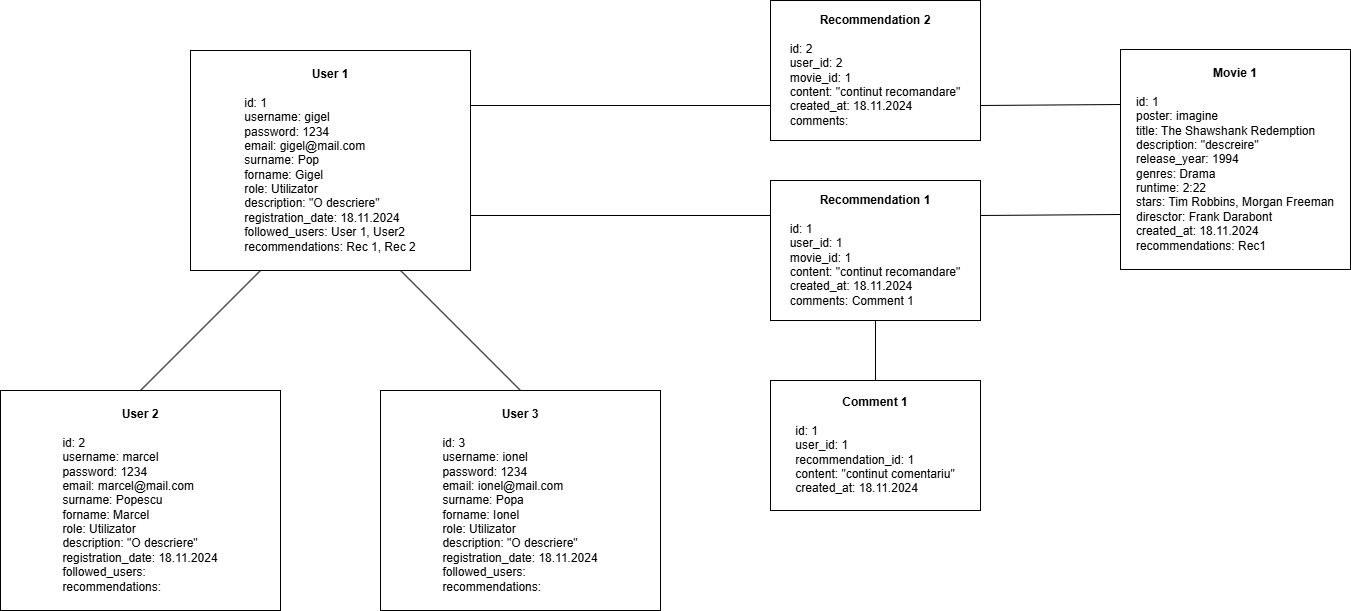 User 1
id: 1
username: gigel
password: 1234
email: gigel@mail.com
surname: Pop
forname: Gigel
role: Utilizator
description: "O descriere"
registration_date: 18.11.2024
followed_users: User 1, User2
recommendations: Rec 1, Rec 2
Recommendation 2
id: 2
user_id: 2
movie_id: 1
content: "continut recomandare"
created_at: 18.11.2024
comments:
Movie 1
id: 1
poster: imagine
title: The Shawshank Redemption
description: "descreire"
release_year: 1994
genres: Drama
runtime: 2:22
stars: Tim Robbins, Morgan Freeman
diresctor: Frank Darabont
created_at: 18.11.2024
recommendations: Rec1
Recommendation 1
id: 1
user_id: 1
movie_id: 1
content: "continut recomandare"
created_at: 18.11.2024
comments: Comment 1
User 2
id: 2
username: marcel
password: 1234
email: marcel@mail.com
surname: Popescu
forname: Marcel
role: Utilizator
description: "O descriere"
registration_date: 18.11.2024
followed_users:
recommendations:
User 3
id: 3
username: ionel
password: 1234
email: ionel@mail.com
surname: Popa
forname: Ionel
role: Utilizator
description: "O descriere"
registration_date: 18.11.2024
followed_users:
recommendations:
Comment 1
id: 1
user_id: 1
recommendation_id: 1
content: "continut comentariu"
created_at: 18.11.2024